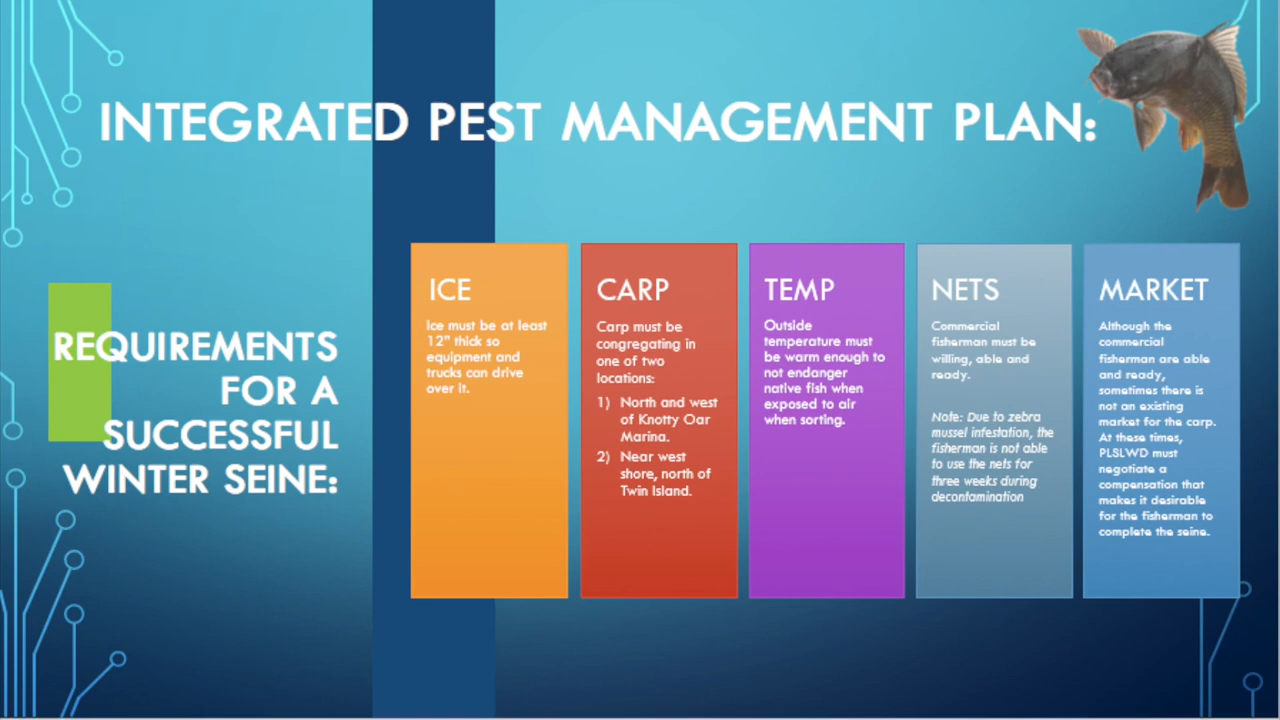 INTEGRATED PEST MANAGEMENT PLAN:
REQUIREMENTS
FOR A
SUCCESSFUL
WINTER SEINE:
ICE
Ice must be at least
12" thick so
equipment and
trucks can drive
over it.
CARP
Carp must be
congregating in
one of two
locations:
1) North and west
of Knotty Oar
Marina.
2) Near west
shore, north of
Twin Island.
TEMP
Outside
temperature must
be warm enough to
not endanger
native fish when
exposed to air
when sorting.
NETS
Commercial
fisherman must be
willing, able and
ready.
Note: Due to zebra
mussel infestation, the
fisherman is not able
to use the nets for
three weeks during
decontamination
MARKET
Although the
commercial
fisherman are able
and ready,
sometimes there is
not an existing
market for the carp.
At these times,
PLSLWD must
negotiate a
compensation that
makes it desirable
for the fisherman to
complete the seine.